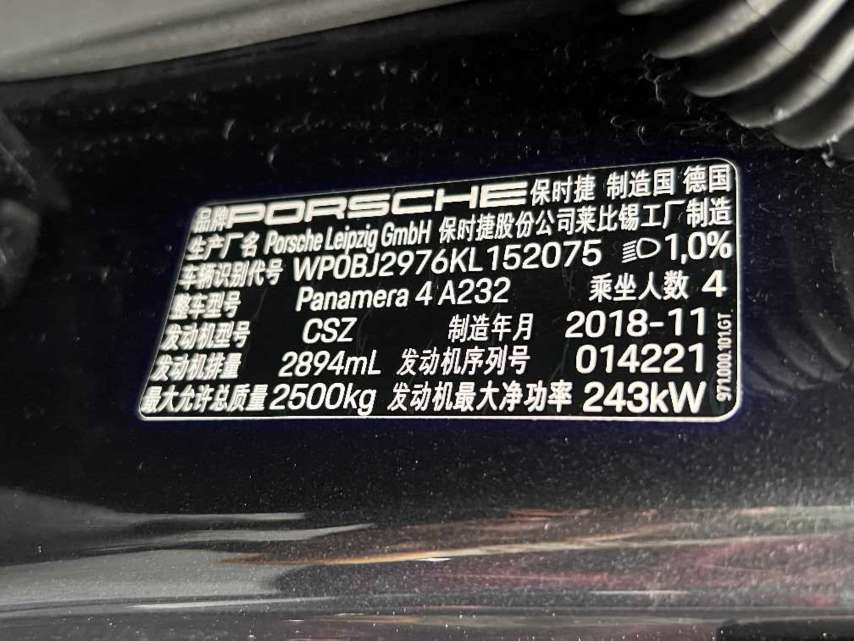 品牌 PORSCHE 保时捷 制造国 德国
生产厂名 Porsche Leipzig GmbH 保时捷股份公司莱比锡工厂制造
车辆识别代号 WP0BJ2976KL152075 1,0%
整车型号 Panamera 4 A232 乘坐人数 4
发动机型号 CSZ 制造年月 2018-11
发动机排量 2894mL 发动机序列号 014221
最大允许总质量 2500kg 发动机最大净功率 243kW
971.000.101.GT